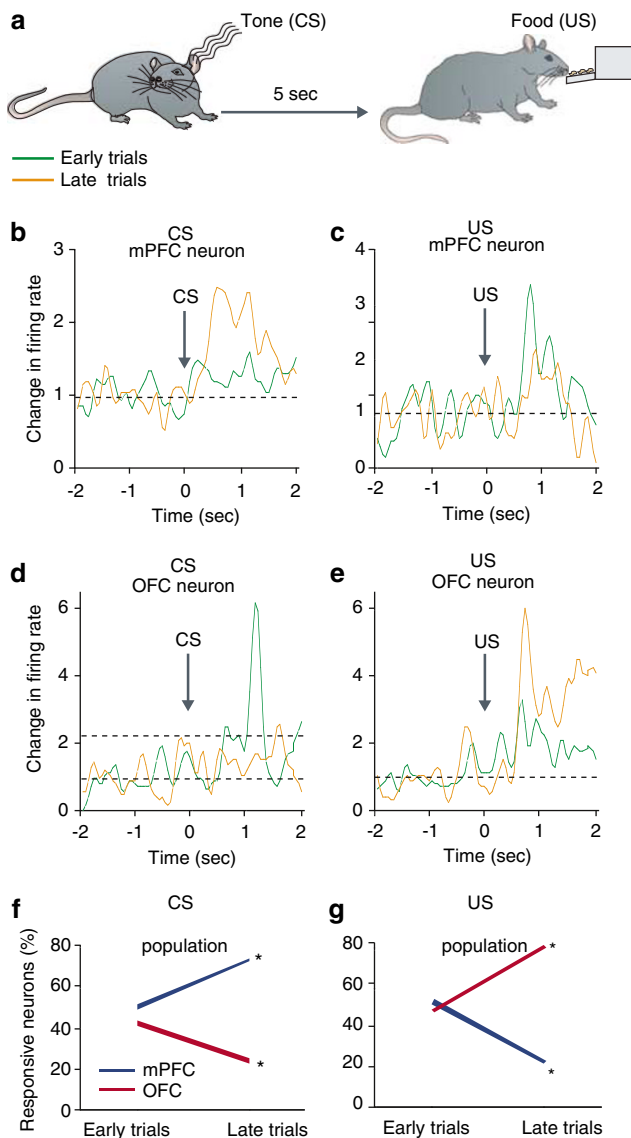 a
Tone (CS)
Food (US)
5 sec
Early trials
Late trials
b
CS
mPFC neuron
3
2
1
0
CS
Change in firing rate
-2 -1 0 1 2
Time (sec)
c
US
mPFC neuron
4
3
2
1
0
US
-2 -1 0 1 2
Time (sec)
d
CS
OFC neuron
6
4
2
0
CS
Change in firing rate
-2 -1 0 1 2
Time (sec)
e
US
OFC neuron
6
4
2
0
US
-2 -1 0 1 2
Time (sec)
f
CS
population
80
60
40
20
0
Responsive neurons (%)
*
*
mPFC
OFC
Early trials Late trials
g
US
population
80
60
40
20
0
*
*
Early trials Late trials